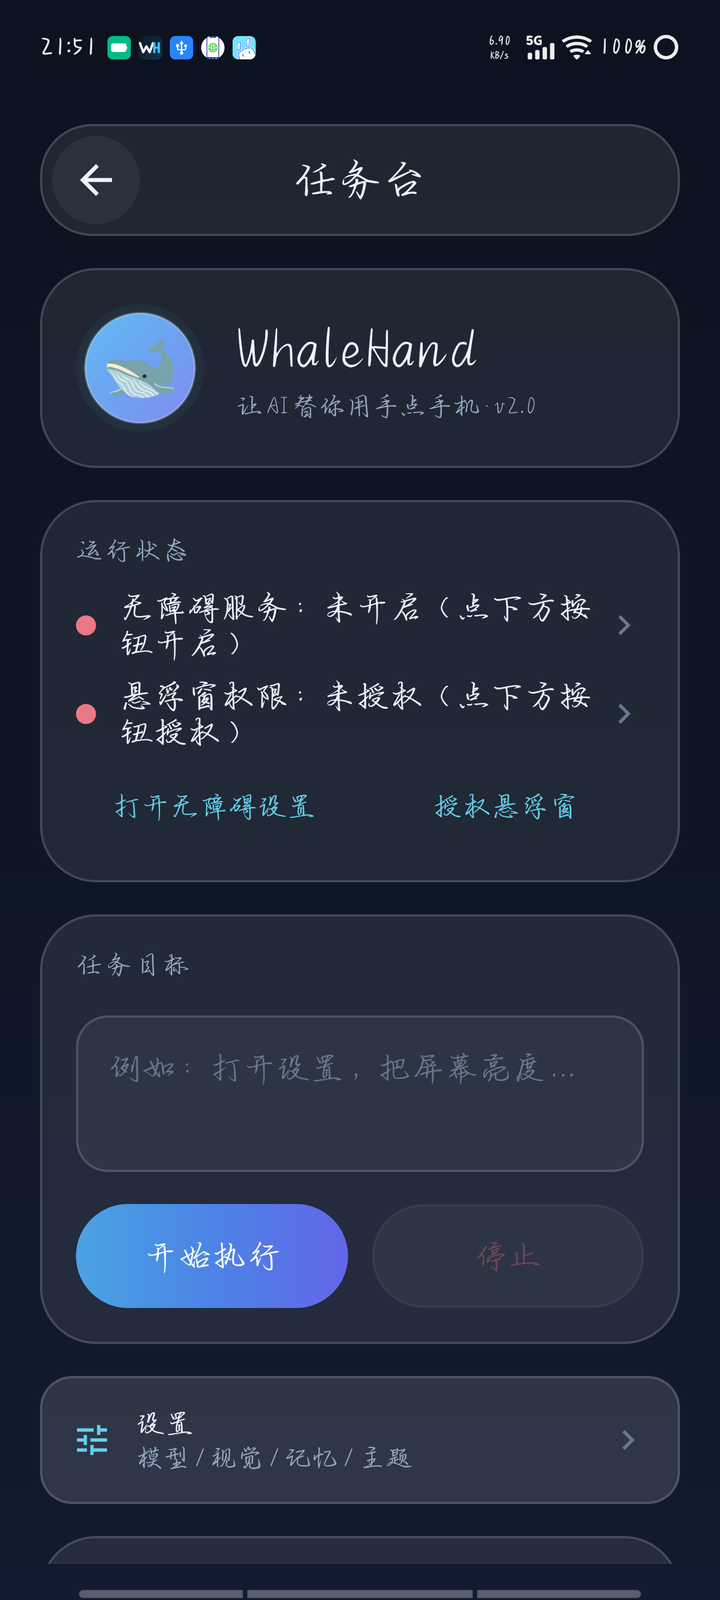 21:51
WH
6.90
KB/s
5G
100%
任务台
WhaleHand
让AI替你用手点手机·v2.0
运行状态
无障碍服务：未开启（点下方按
钮开启）
悬浮窗权限：未授权（点下方按
钮授权）
打开无障碍设置
授权悬浮窗
任务目标
例如：打开设置，把屏幕亮度...
开始执行
停止
设置
模型/视觉/记忆/主题